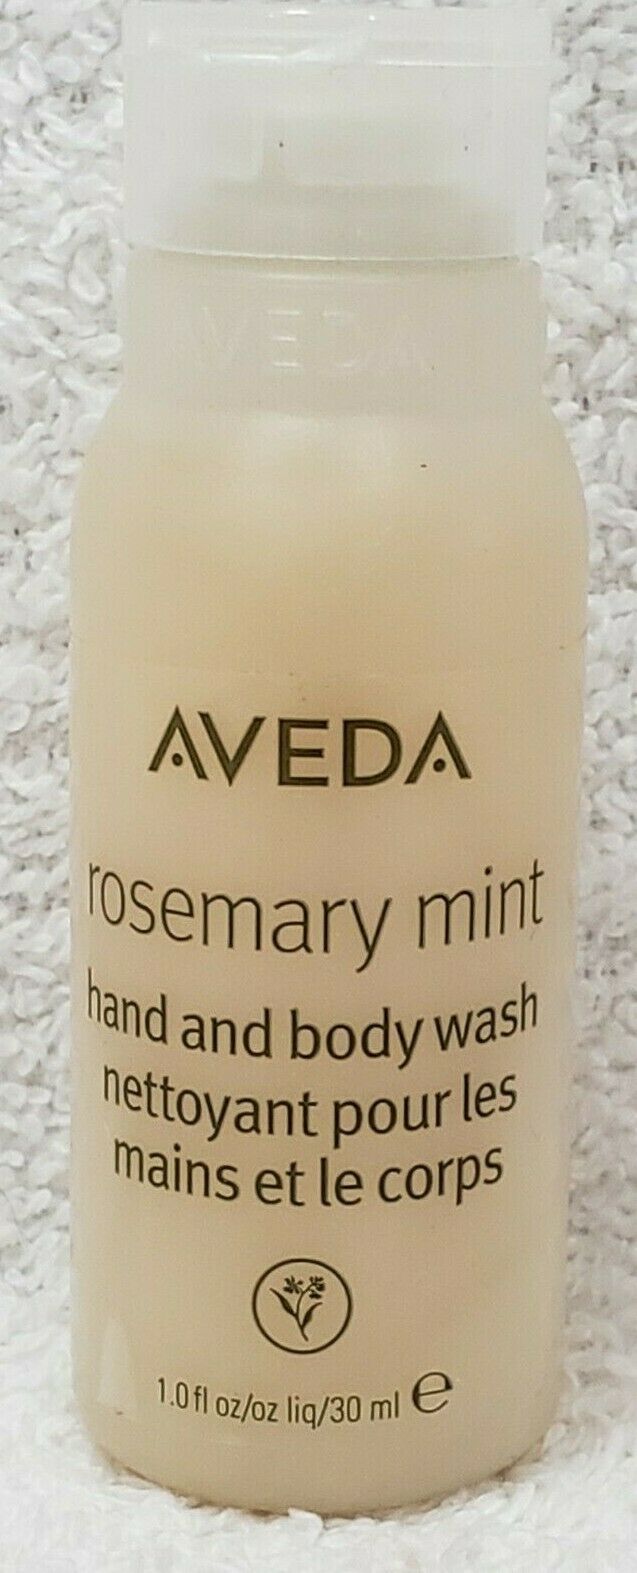 AVEDA
AVEDA
rosemary mint
hand and body wash
nettoyant pour les
mains et le corps
1.0 fl oz/oz liq/30 ml ℮